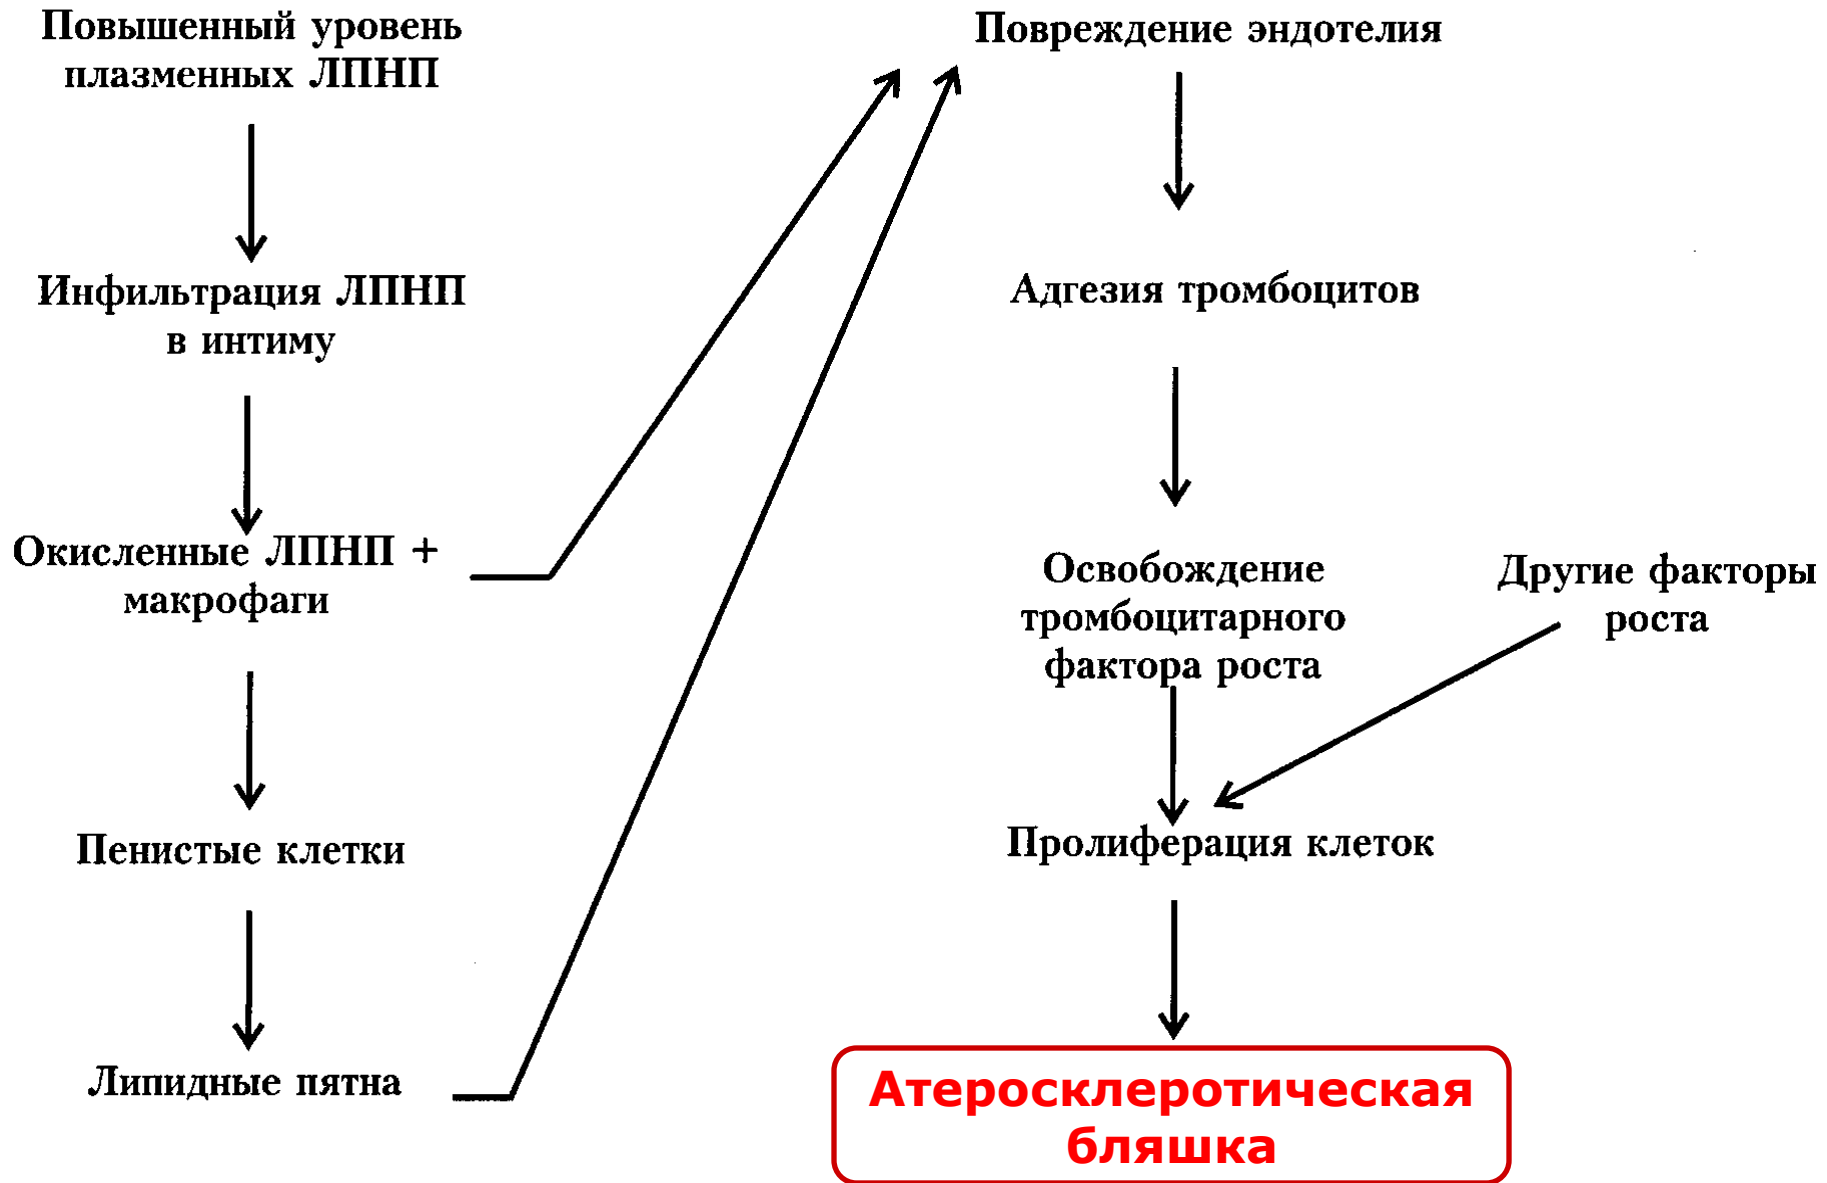 Повышенный уровень
плазменных ЛПНП
Инфильтрация ЛПНП
в интиму
Окисленные ЛПНП +
макрофаги
Пенистые клетки
Липидные пятна
Повреждение эндотелия
Адгезия тромбоцитов
Освобождение
тромбоцитарного
фактора роста
Другие факторы
роста
Пролиферация клеток
Атеросклеротическая
бляшка